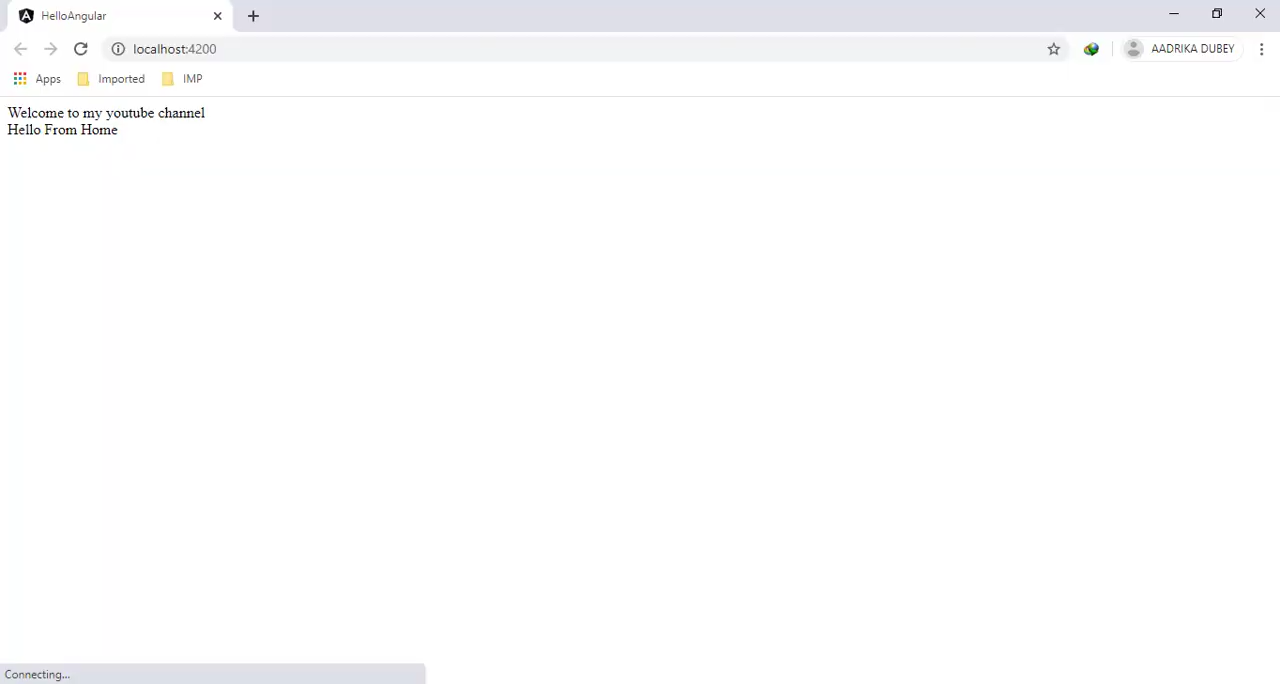 HelloAngular
localhost:4200
AADRIKA DUBEY
Apps Imported IMP
Welcome to my youtube channel
Hello From Home
Connecting...